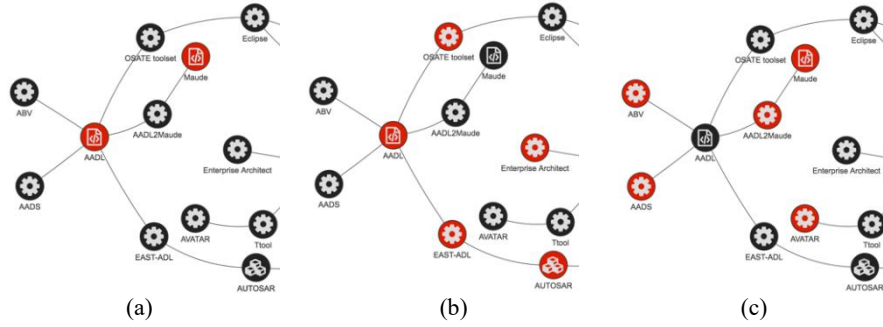 Eclipse
OSATE toolset
Maude
ABV
AADL2Maude
AADL
Enterprise Architect
AADS
AVATAR
Ttool
EAST-ADL
AUTOSAR
(a)
Eclipse
OSATE toolset
Maude
ABV
AADL2Maude
AADL
Enterprise Architect
AADS
AVATAR
Ttool
EAST-ADL
AUTOSAR
(b)
Eclipse
OSATE toolset
Maude
ABV
AADL2Maude
AADL
Enterprise Architect
AADS
AVATAR
Ttool
EAST-ADL
AUTOSAR
(c)